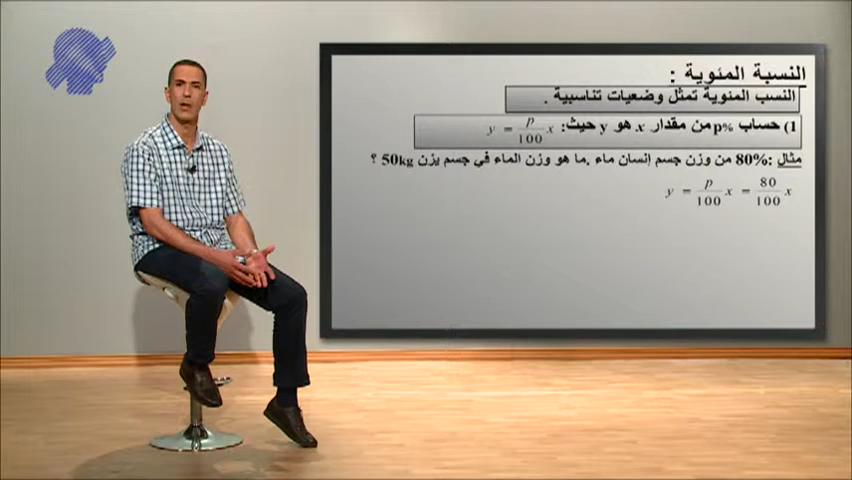 النسبة المئوية :
النسب المئوية تمثل وضعيات تناسبية .
1) حساب p% من مقدار x هو y حيث: y = p/100 x
مثال :80% من وزن جسم إنسان ماء .ما هو وزن الماء في جسم يزن 50kg ؟
y = p/100 x = 80/100 x